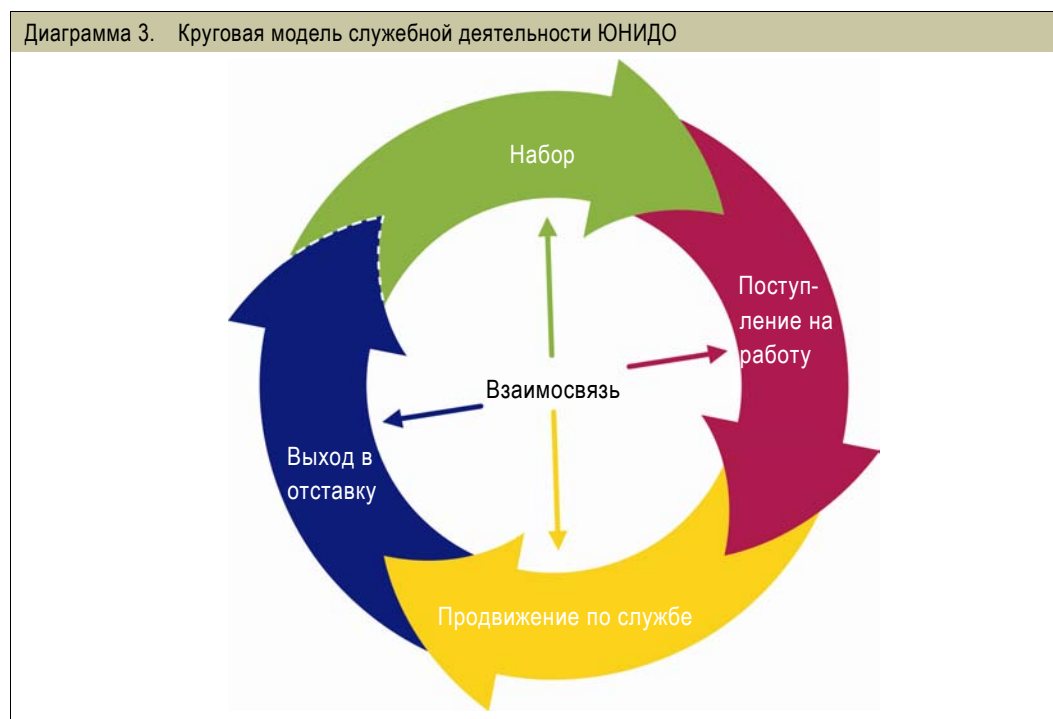 Диаграмма 3. Круговая модель служебной деятельности ЮНИДО
Набор
Поступ-
ление на
работу
Взаимосвязь
Выход в
отставку
Продвижение по службе